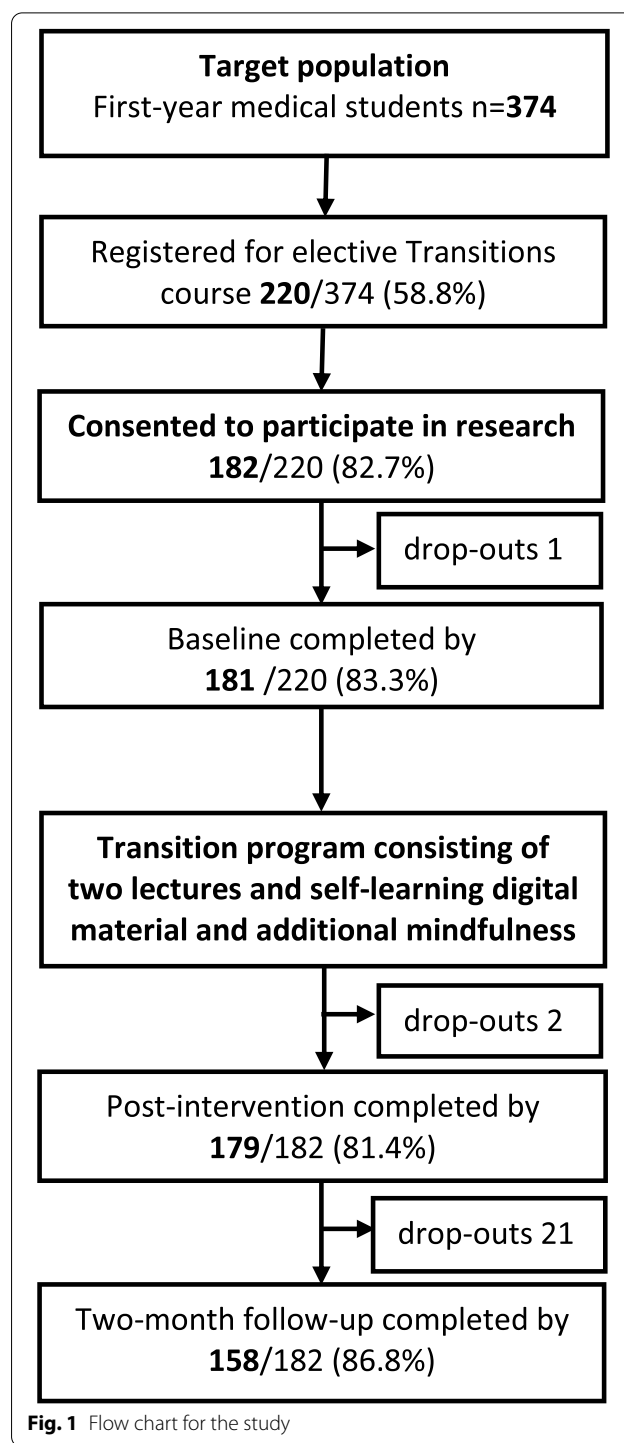 Target population
First-year medical students n=374
Registered for elective Transitions
course 220/374 (58.8%)
Consented to participate in research
182/220 (82.7%)
drop-outs 1
Baseline completed by
181 /220 (83.3%)
Transition program consisting of
two lectures and self-learning digital
material and additional mindfulness
drop-outs 2
Post-intervention completed by
179/182 (81.4%)
drop-outs 21
Two-month follow-up completed by
158/182 (86.8%)
Fig. 1 Flow chart for the study